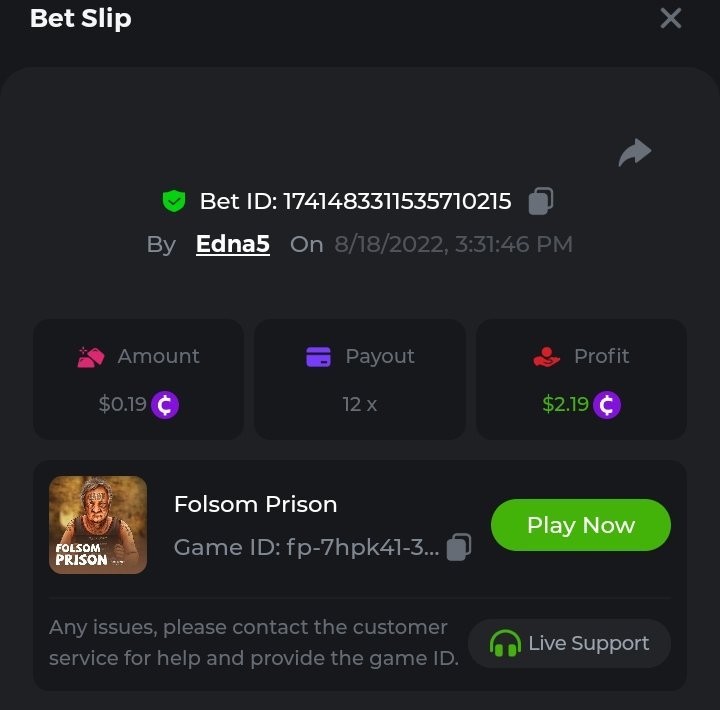 Bet Slip
Bet ID: 1741483311535710215
By Edna5 On 8/18/2022, 3:31:46 PM
Amount
$0.19
Payout
12 x
Profit
$2.19
FOLSOM
PRISON
Folsom Prison
Game ID: fp-7hpk41-3...
Play Now
Any issues, please contact the customer
service for help and provide the game ID.
Live Support